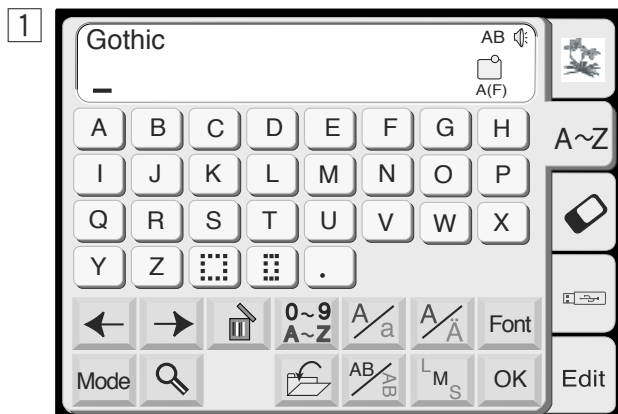 1
Gothic
AB
A(F)
A B C D E F G H
A~Z
I J K L M N O P
Q R S T U V W X
Y Z .
0~9
A~Z
A/a
A/Ä
Font
Mode
AB/AB
L M S
OK
Edit